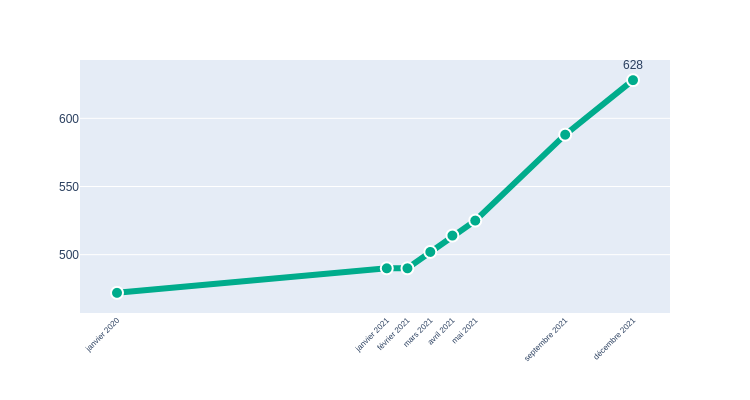 628
600
550
500
janvier 2020
janvier 2021
février 2021
mars 2021
avril 2021
mai 2021
septembre 2021
décembre 2021